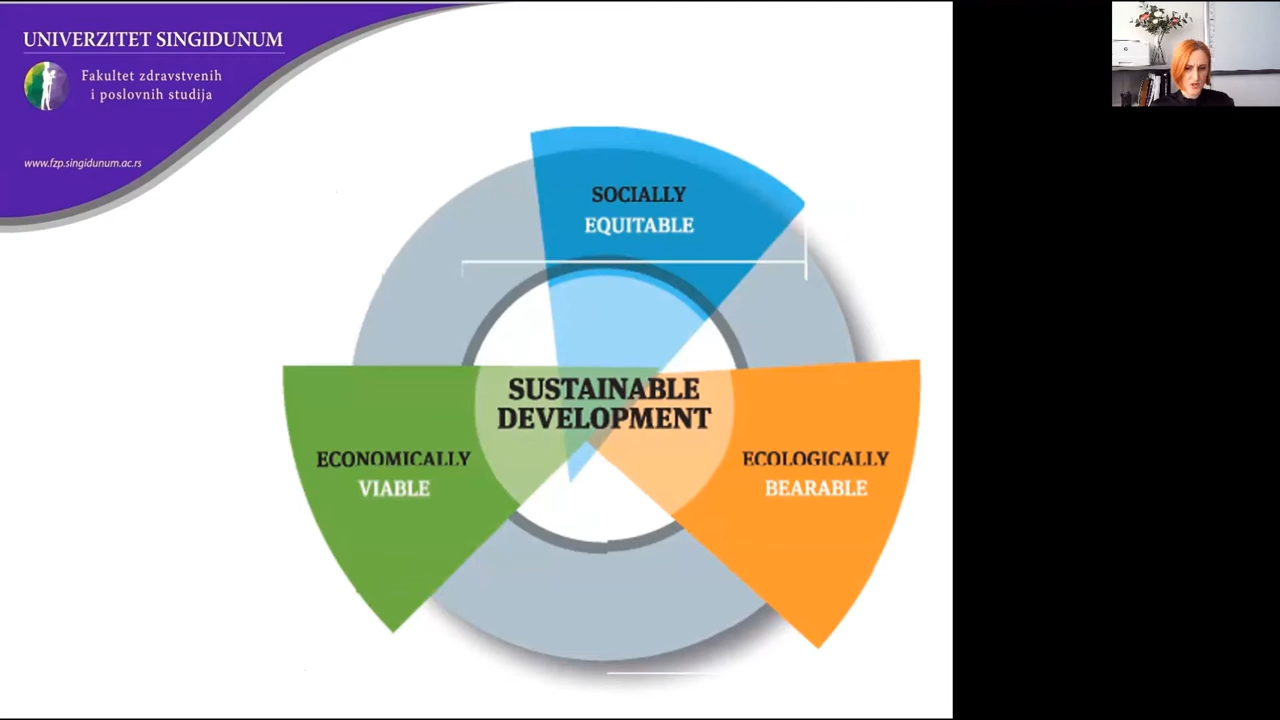 UNIVERZITET SINGIDUNUM
Fakultet zdravstvenih
i poslovnih studija
www.fzp.singidunum.ac.rs
SOCIALLY
EQUITABLE
SUSTAINABLE
DEVELOPMENT
ECONOMICALLY
VIABLE
ECOLOGICALLY
BEARABLE